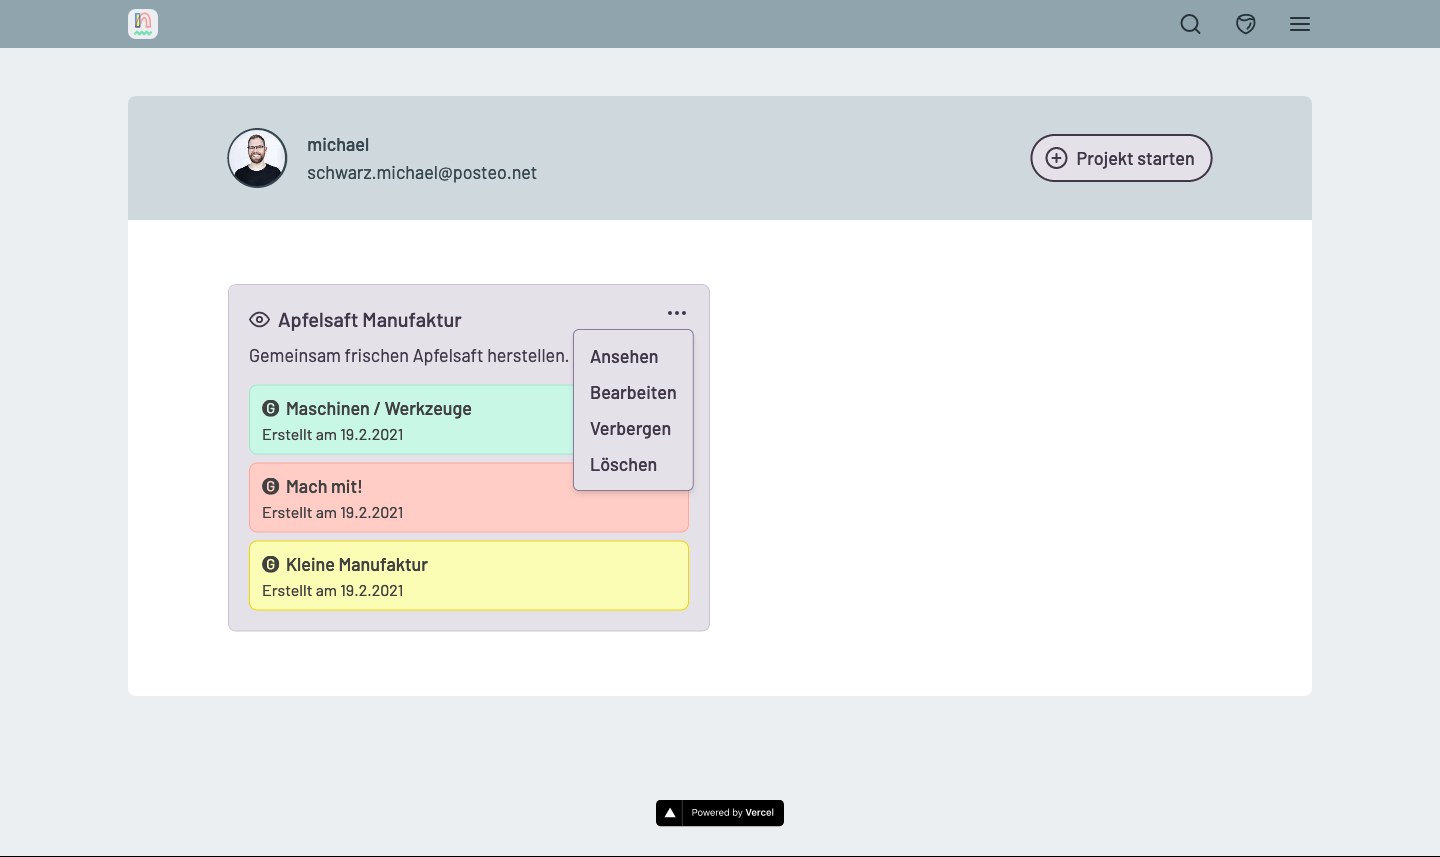 michael
schwarz.michael@posteo.net
Projekt starten
Apfelsaft Manufaktur
Gemeinsam frischen Apfelsaft herstellen.
Ansehen
Bearbeiten
Verbergen
Löschen
G Maschinen / Werkzeuge
Erstellt am 19.2.2021
G Mach mit!
Erstellt am 19.2.2021
G Kleine Manufaktur
Erstellt am 19.2.2021
Powered by Vercel